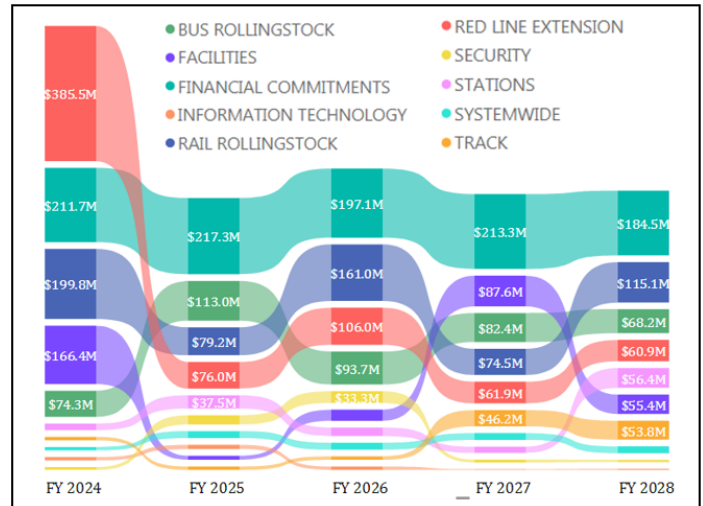 BUS ROLLINGSTOCK
FACILITIES
FINANCIAL COMMITMENTS
INFORMATION TECHNOLOGY
RAIL ROLLINGSTOCK
RED LINE EXTENSION
SECURITY
STATIONS
SYSTEMWIDE
TRACK
$385.5M
$211.7M
$199.8M
$166.4M
$74.3M
$217.3M
$113.0M
$79.2M
$76.0M
$37.5M
$197.1M
$161.0M
$106.0M
$93.7M
$33.3M
$213.3M
$87.6M
$82.4M
$74.5M
$61.9M
$46.2M
$184.5M
$115.1M
$68.2M
$60.9M
$56.4M
$55.4M
$53.8M
FY 2024 FY 2025 FY 2026 FY 2027 FY 2028